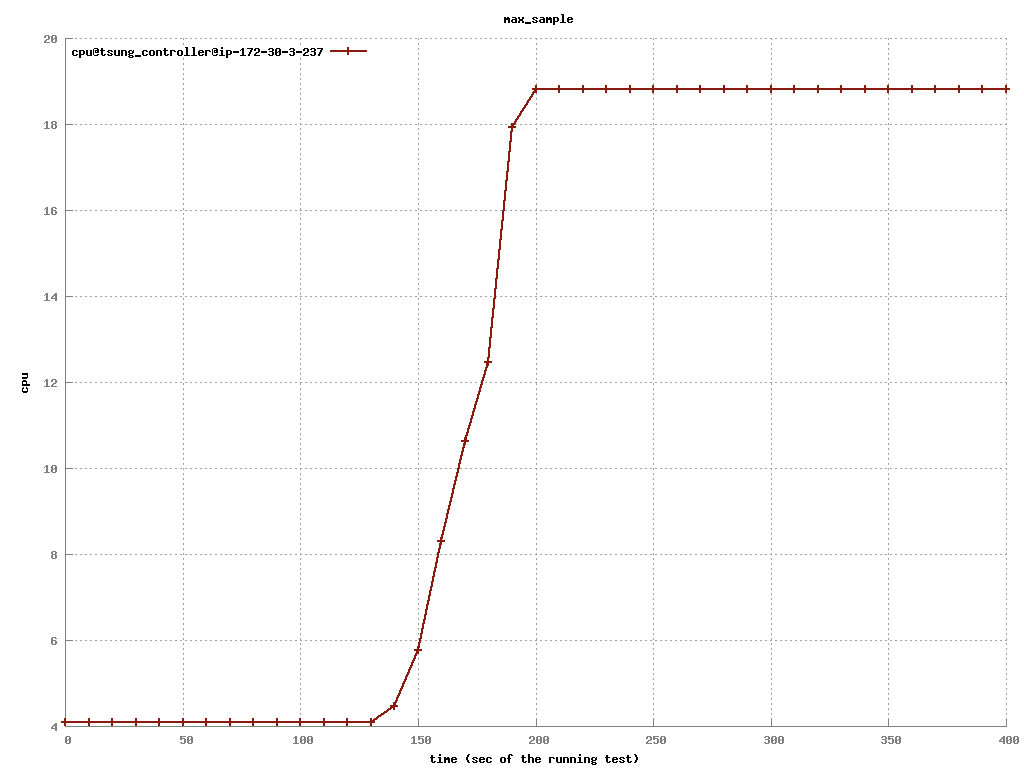 max_sample
cpu@tsung_controller@ip-172-30-3-237
20
18
16
14
12
10
8
6
4
cpu
0 50 100 150 200 250 300 350 400
time (sec of the running test)